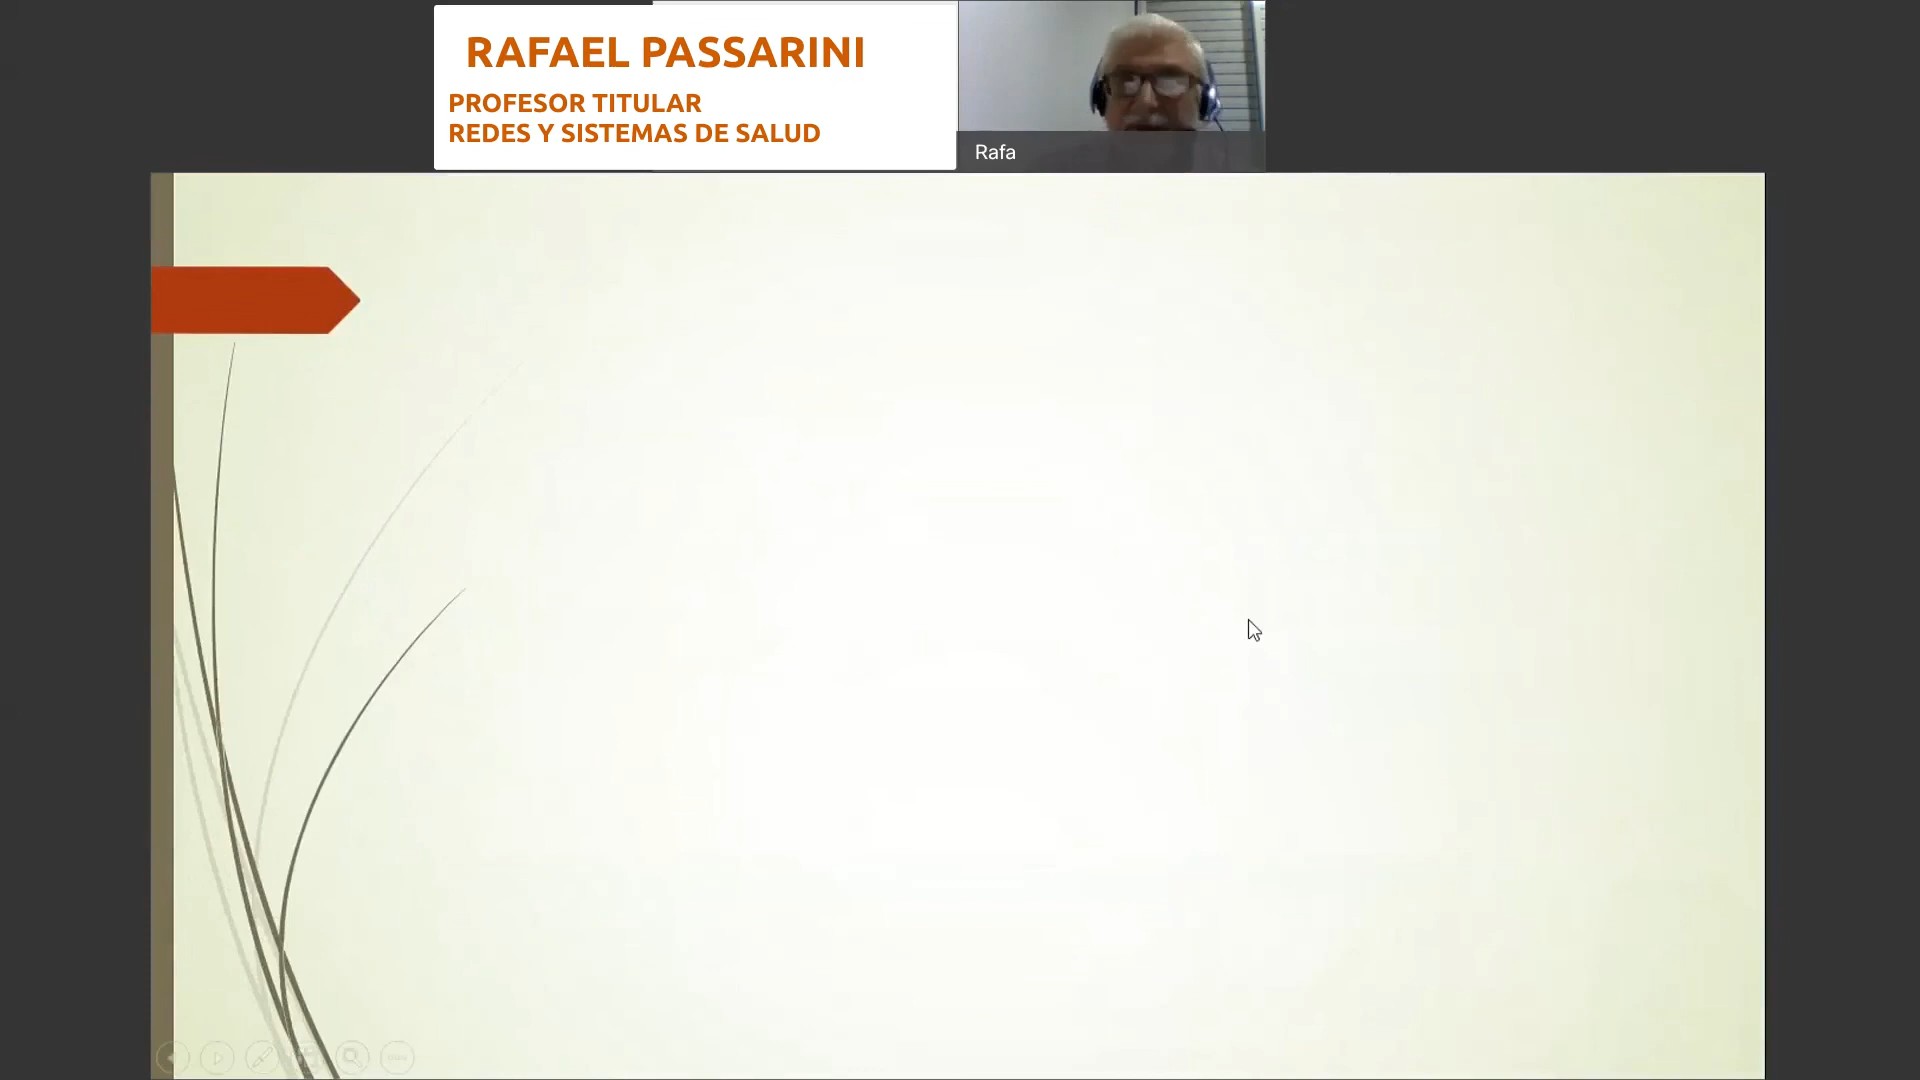 RAFAEL PASSARINI
PROFESOR TITULAR
REDES Y SISTEMAS DE SALUD
Rafa